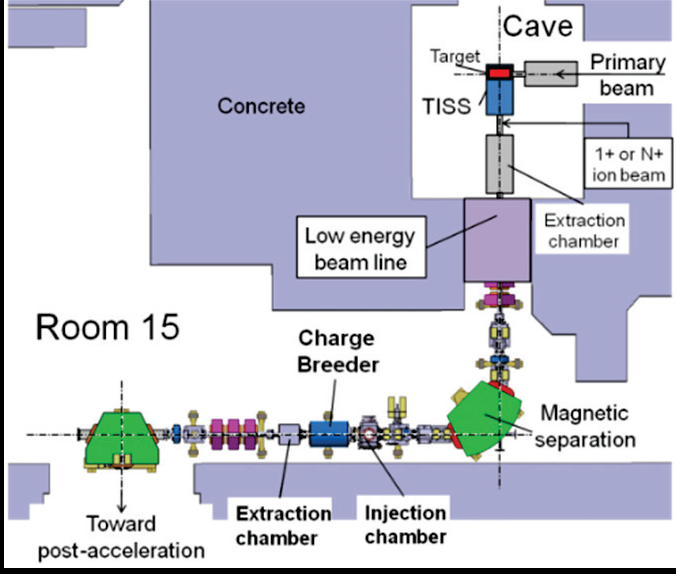 Cave
Target
Primary
beam
Concrete
TISS
1+ or N+
ion beam
Extraction
chamber
Low energy
beam line
Room 15
Charge
Breeder
Magnetic
separation
Extraction
chamber
Injection
chamber
Toward
post-acceleration